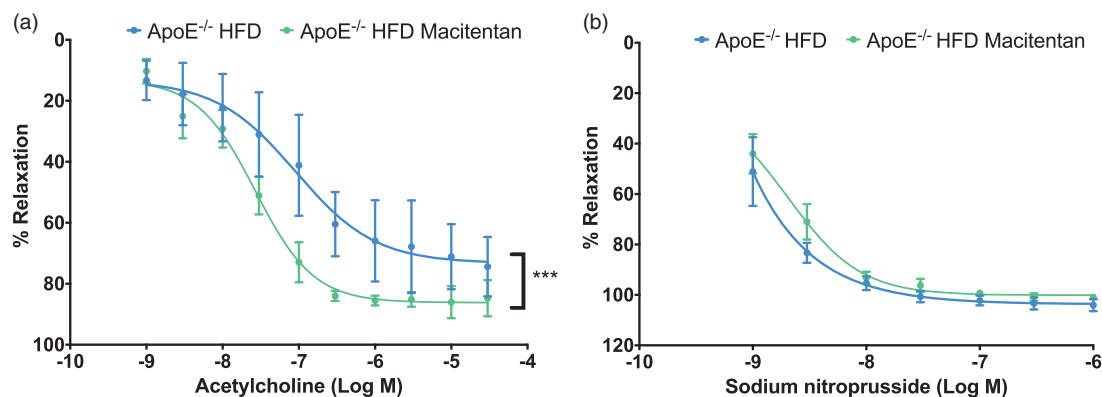 (a)
ApoE⁻/⁻ HFD ApoE⁻/⁻ HFD Macitentan
0
20
40
60
80
100
% Relaxation
-10 -9 -8 -7 -6 -5 -4
Acetylcholine (Log M)
***
(b)
ApoE⁻/⁻ HFD ApoE⁻/⁻ HFD Macitentan
0
20
40
60
80
100
120
% Relaxation
-10 -9 -8 -7 -6
Sodium nitroprusside (Log M)